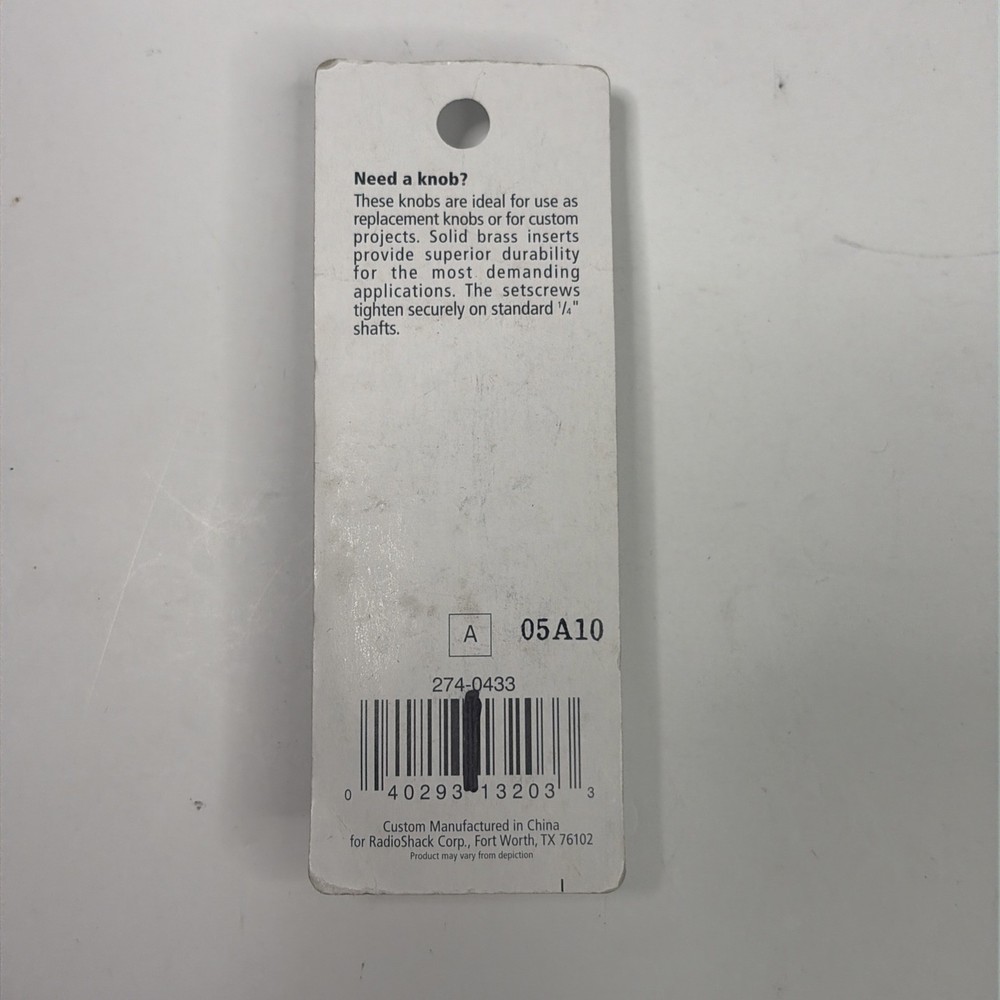 Need a knob?
These knobs are ideal for use as
replacement knobs or for custom
projects. Solid brass inserts
provide superior durability
for the most demanding
applications. The setscrews
tighten securely on standard 1/4"
shafts.
A 05A10
274-0433
0 40293 13203 3
Custom Manufactured in China
for RadioShack Corp., Fort Worth, TX 76102
Product may vary from depiction